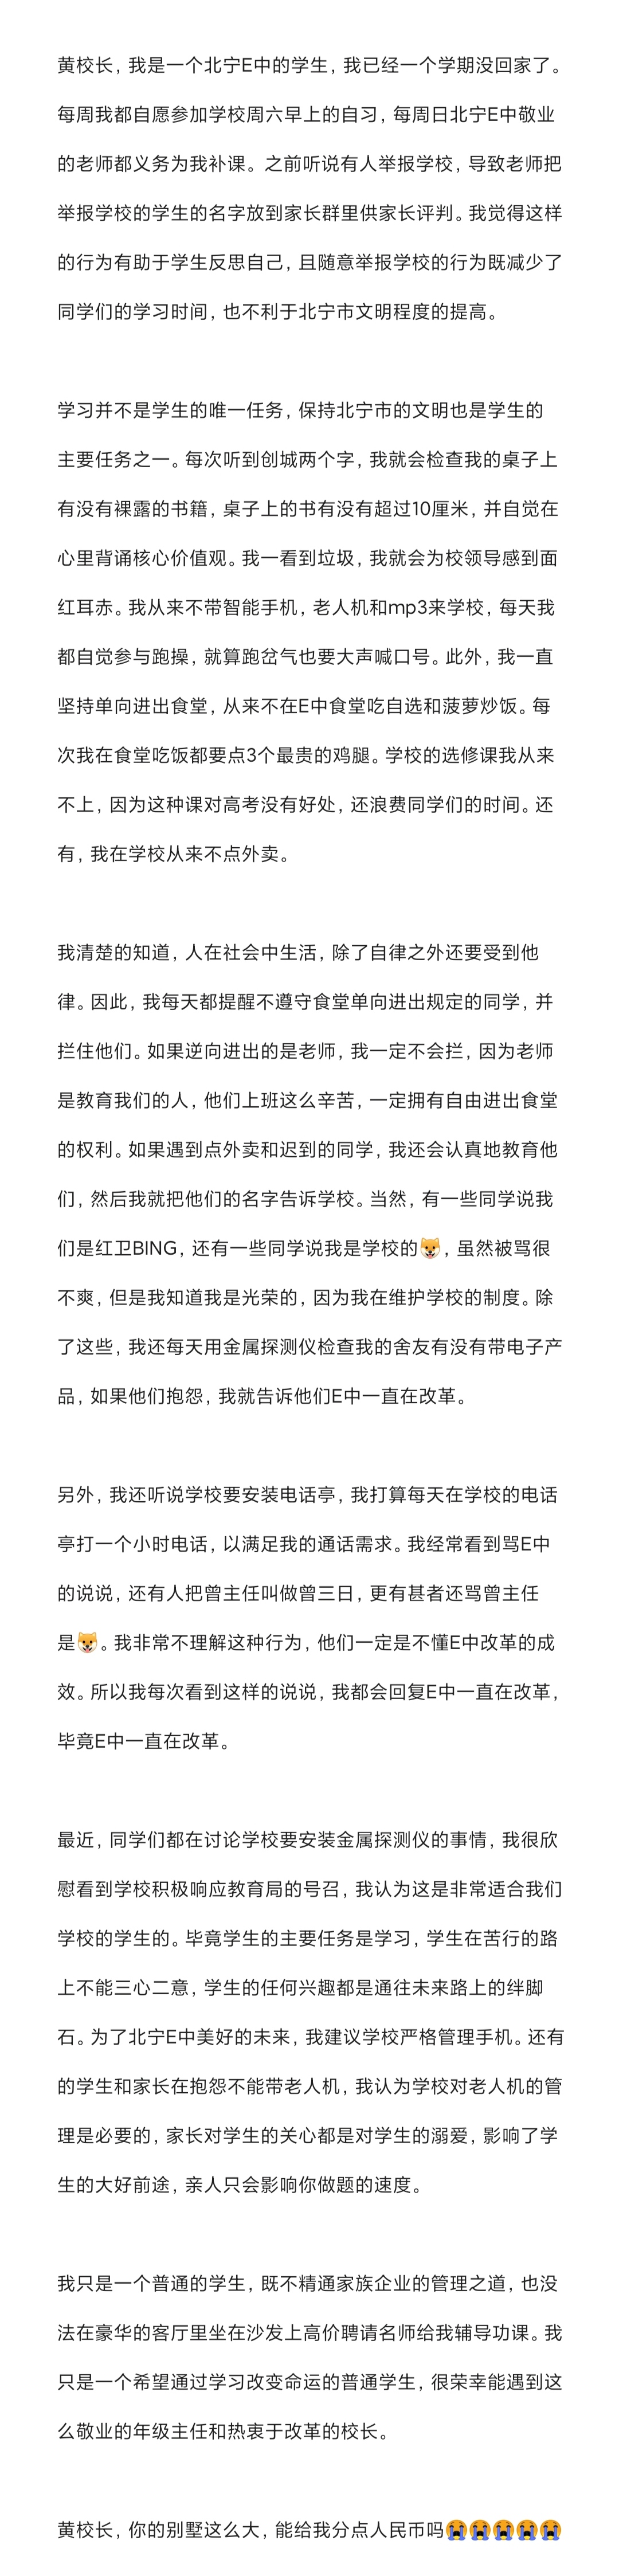 黄校长，我是一个北宁E中的学生，我已经一个学期没回家了。
每周我都自愿参加学校周六早上的自习，每周日北宁E中敬业
的老师都义务为我补课。之前听说有人举报学校，导致老师把
举报学校的学生的名字放到家长群里供家长评判。我觉得这样
的行为有助于学生反思自己，且随意举报学校的行为既减少了
同学们的学习时间，也不利于北宁市文明程度的提高。
学习并不是学生的唯一任务，保持北宁市的文明也是学生的
主要任务之一。每次听到创城两个字，我就会检查我的桌子上
有没有裸露的书籍，桌子上的书有没有超过10厘米，并自觉在
心里背诵核心价值观。我一看到垃圾，我就会为校领导感到面
红耳赤。我从来不带智能手机，老人机和mp3来学校，每天我
都自觉参与跑操，就算跑岔气也要大声喊口号。此外，我一直
坚持单向进出食堂，从来不在E中食堂吃自选和菠萝炒饭。每
次我在食堂吃饭都要点3个最贵的鸡腿。学校的选修课我从来
不上，因为这种课对高考没有好处，还浪费同学们的时间。还
有，我在学校从来不点外卖。
我清楚的知道，人在社会中生活，除了自律之外还要受到他
律。因此，我每天都提醒不遵守食堂单向进出规定的同学，并
拦住他们。如果逆向进出的是老师，我一定不会拦，因为老师
是教育我们的人，他们上班这么辛苦，一定拥有自由进出食堂
的权利。如果遇到点外卖和迟到的同学，我还会认真地教育他
们，然后我就把他们的名字告诉学校。当然，有一些同学说我
们是红卫BING，还有一些同学说我是学校的🐶，虽然被骂很
不爽，但是我知道我是光荣的，因为我在维护学校的制度。除
了这些，我还每天用金属探测仪检查我的舍友有没有带电子产
品，如果他们抱怨，我就告诉他们E中一直在改革。
另外，我还听说学校要安装电话亭，我打算每天在学校的电话
亭打一个小时电话，以满足我的通话需求。我经常看到骂E中
的说说，还有人把曾主任叫做曾三日，更有甚者还骂曾主任
是🐶。我非常不理解这种行为，他们一定是不懂E中改革的成
效。所以我每次看到这样的说说，我都会回复E中一直在改革，
毕竟E中一直在改革。
最近，同学们都在讨论学校要安装金属探测仪的事情，我很欣
慰看到学校积极响应教育局的号召，我认为这是非常适合我们
学校的学生的。毕竟学生的主要任务是学习，学生在苦行的路
上不能三心二意，学生的任何兴趣都是通往未来路上的绊脚
石。为了北宁E中美好的未来，我建议学校严格管理手机。还有
的学生和家长在抱怨不能带老人机，我认为学校对老人机的管
理是必要的，家长对学生的关心都是对学生的溺爱，影响了学
生的大好前途，亲人只会影响你做题的速度。
我只是一个普通的学生，既不精通家族企业的管理之道，也没
法在豪华的客厅里坐在沙发上高价聘请名师给我辅导功课。我
只是一个希望通过学习改变命运的普通学生，很荣幸能遇到这
么敬业的年级主任和热衷于改革的校长。
黄校长，你的别墅这么大，能给我分点人民币吗😭😭😭😭😭